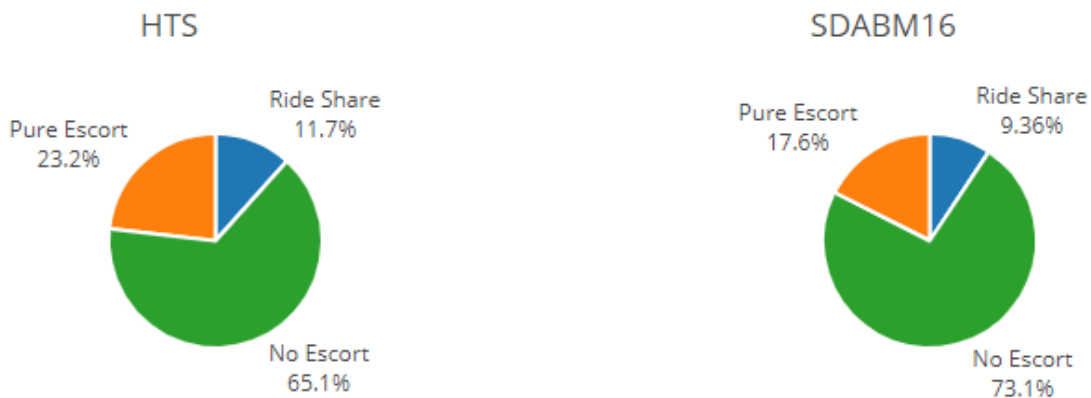 HTS
Ride Share
11.7%
Pure Escort
23.2%
No Escort
65.1%
SDABM16
Ride Share
9.36%
Pure Escort
17.6%
No Escort
73.1%